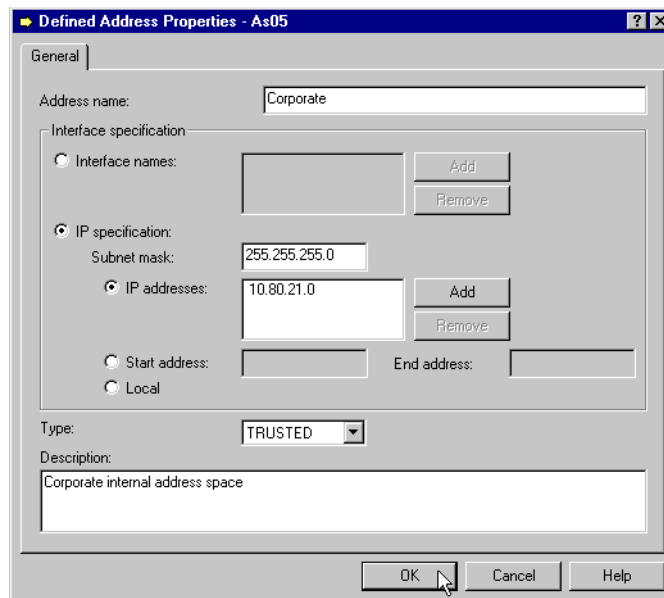 Defined Address Properties - As05
General
Address name: Corporate
Interface specification
Interface names: Add
Remove
IP specification:
Subnet mask: 255.255.255.0
IP addresses: 10.80.21.0 Add
Remove
Start address: End address:
Local
Type: TRUSTED
Description:
Corporate internal address space
OK Cancel Help